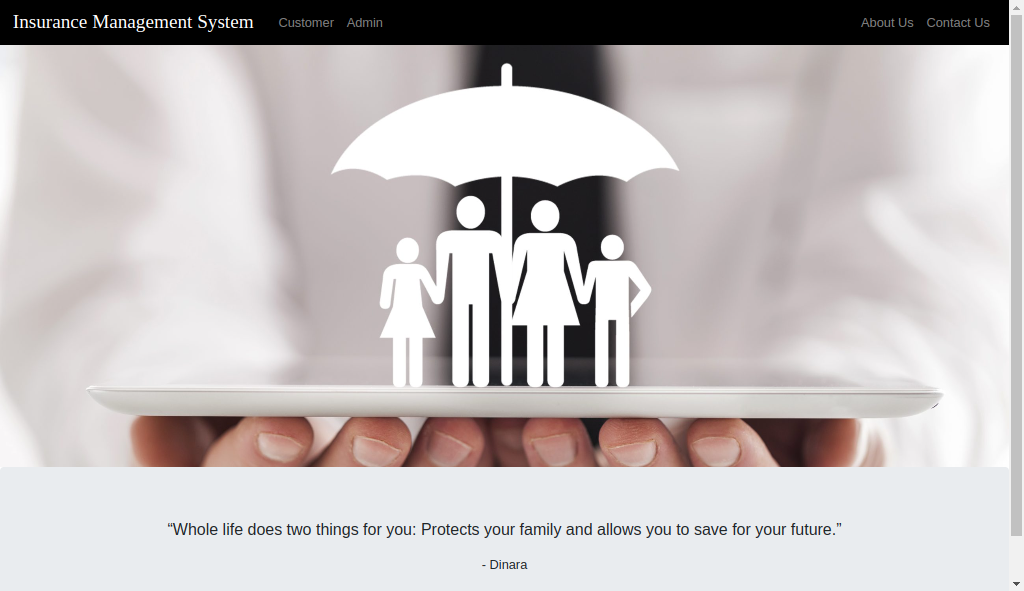 Insurance Management System Customer Admin About Us Contact Us
“Whole life does two things for you: Protects your family and allows you to save for your future.”
- Dinara